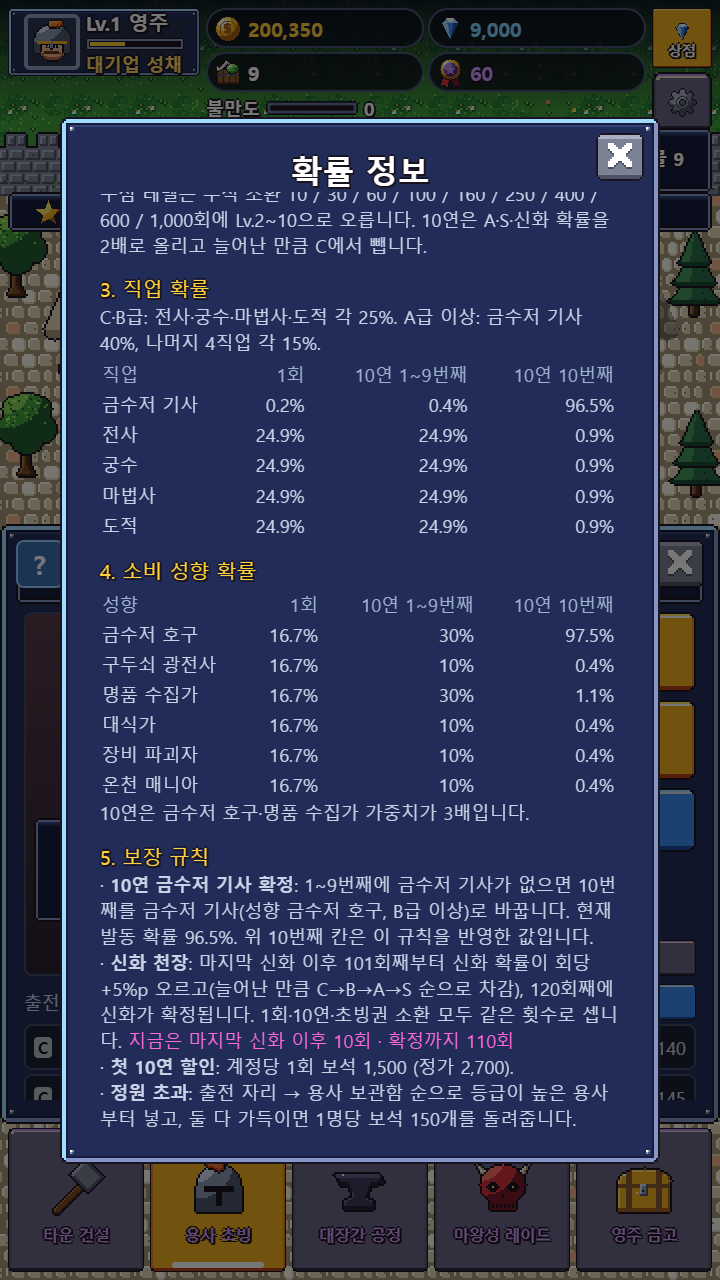 Lv.1 영주
대기업 성채
200,350
9,000
9
60
불만도 0
상점
확률 정보
9
600 / 1,000회에 Lv.2~10으로 오릅니다. 10연은 A·S·신화 확률을
2배로 올리고 늘어난 만큼 C에서 뺍니다.
3. 직업 확률
C·B급: 전사·궁수·마법사·도적 각 25%. A급 이상: 금수저 기사
40%, 나머지 4직업 각 15%.
직업 1회 10연 1~9번째 10연 10번째
금수저 기사 0.2% 0.4% 96.5%
전사 24.9% 24.9% 0.9%
궁수 24.9% 24.9% 0.9%
마법사 24.9% 24.9% 0.9%
도적 24.9% 24.9% 0.9%
?
4. 소비 성향 확률
성향 1회 10연 1~9번째 10연 10번째
금수저 호구 16.7% 30% 97.5%
구두쇠 광전사 16.7% 10% 0.4%
명품 수집가 16.7% 30% 1.1%
대식가 16.7% 10% 0.4%
장비 파괴자 16.7% 10% 0.4%
온천 매니아 16.7% 10% 0.4%
10연은 금수저 호구·명품 수집가 가중치가 3배입니다.
5. 보장 규칙
· 10연 금수저 기사 확정: 1~9번째에 금수저 기사가 없으면 10번
째를 금수저 기사(성향 금수저 호구, B급 이상)로 바꿉니다. 현재
발동 확률 96.5%. 위 10번째 칸은 이 규칙을 반영한 값입니다.
· 신화 천장: 마지막 신화 이후 101회째부터 신화 확률이 회당
+5%p 오르고(늘어난 만큼 C→B→A→S 순으로 차감), 120회째에
신화가 확정됩니다. 1회·10연·초빙권 소환 모두 같은 횟수로 셉니
다. 지금은 마지막 신화 이후 10회 · 확정까지 110회
· 첫 10연 할인: 계정당 1회 보석 1,500 (정가 2,700).
· 정원 초과: 출전 자리 → 용사 보관함 순으로 등급이 높은 용사
부터 넣고, 둘 다 가득이면 1명당 보석 150개를 돌려줍니다.
출전
C
140
C
145
타운 건설
용사 초빙
대장간 공정
마왕성 레이드
영주 금고